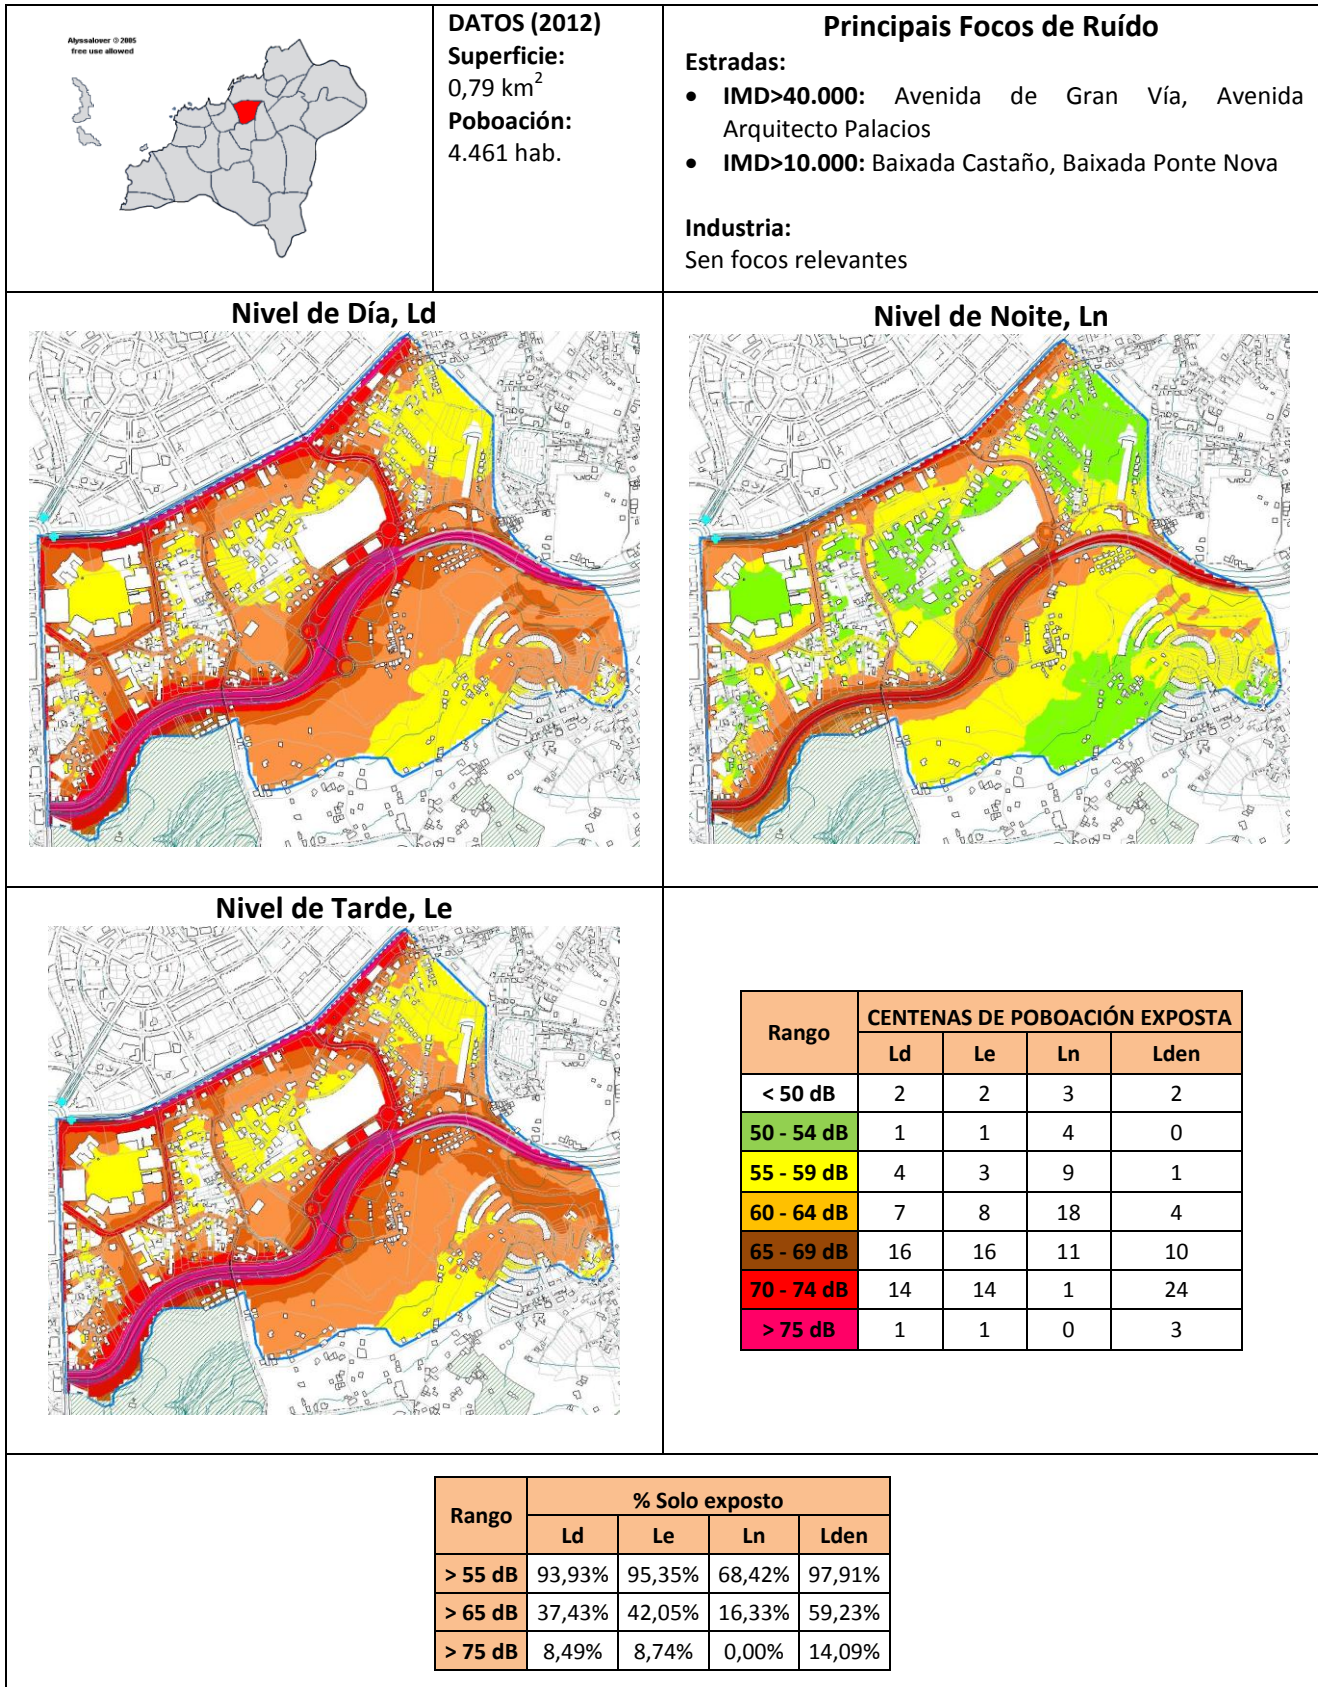 Alyssalover © 2005
free use allowed
DATOS (2012)
Superficie:
0,79 km²
Poboación:
4.461 hab.
Principais Focos de Ruído
Estradas:
• IMD>40.000: Avenida de Gran Vía, Avenida
Arquitecto Palacios
• IMD>10.000: Baixada Castaño, Baixada Ponte Nova
Industria:
Sen focos relevantes
Nivel de Día, Ld
Nivel de Noite, Ln
Nivel de Tarde, Le
Rango CENTENAS DE POBOACIÓN EXPOSTA
Ld Le Ln Lden
< 50 dB 2 2 3 2
50 - 54 dB 1 1 4 0
55 - 59 dB 4 3 9 1
60 - 64 dB 7 8 18 4
65 - 69 dB 16 16 11 10
70 - 74 dB 14 14 1 24
> 75 dB 1 1 0 3
Rango % Solo exposto
Ld Le Ln Lden
> 55 dB 93,93% 95,35% 68,42% 97,91%
> 65 dB 37,43% 42,05% 16,33% 59,23%
> 75 dB 8,49% 8,74% 0,00% 14,09%